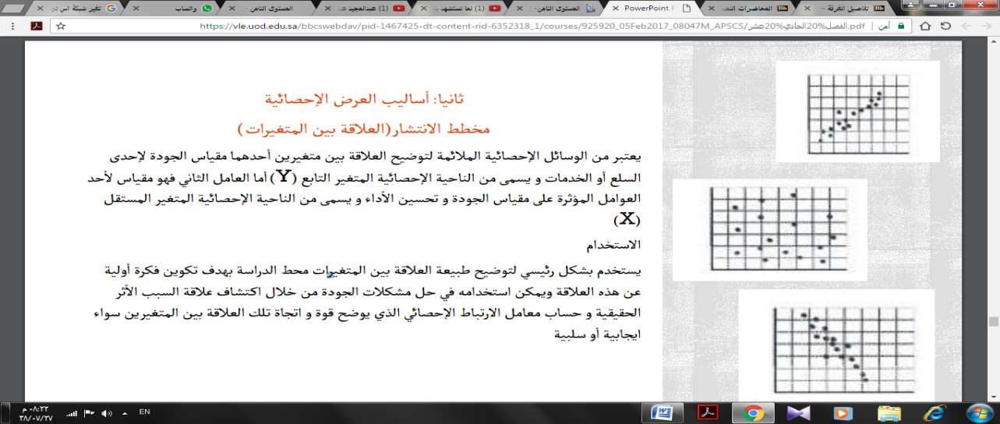 تفاصيل الغرفة –
المحاضرات النص
PowerPoint P
المستوى الثامن-
(1) لما نستشهد ب
(1) عبدالمجيد ع
المستوى الثامن -
واتساب
تغير شبكة اس تي
https://vle.uod.edu.sa/bbcswebdav/pid-1467425-dt-content-rid-6352318_1/courses/925920_05Feb2017_08047M_APSCS/الفصل%20الحادي%20عشر.pdf
آمن
ثانيا: أساليب العرض الإحصائية
مخطط الانتشار(العلاقة بين المتغيرات)
يعتبر من الوسائل الإحصائية الملائمة لتوضيح العلاقة بين متغيرين أحدهما مقياس الجودة لإحدى
السلع أو الخدمات و يسمى من الناحية الإحصائية المتغير التابع (Y) أما العامل الثاني فهو مقياس لأحد
العوامل المؤثرة على مقياس الجودة و تحسين الأداء و يسمى من الناحية الإحصائية المتغير المستقل
(X)
الاستخدام
يستخدم بشكل رئيسي لتوضيح طبيعة العلاقة بين المتغيرات محط الدراسة بهدف تكوين فكرة أولية
عن هذه العلاقة ويمكن استخدامه في حل مشكلات الجودة من خلال اكتشاف علاقة السبب الأثر
الحقيقية و حساب معامل الارتباط الإحصائي الذي يوضح قوة و اتجاة تلك العلاقة بين المتغيرين سواء
ايجابية أو سلبية
EN
٠٨:٢٢ م
٣٨/٠٧/٢٧